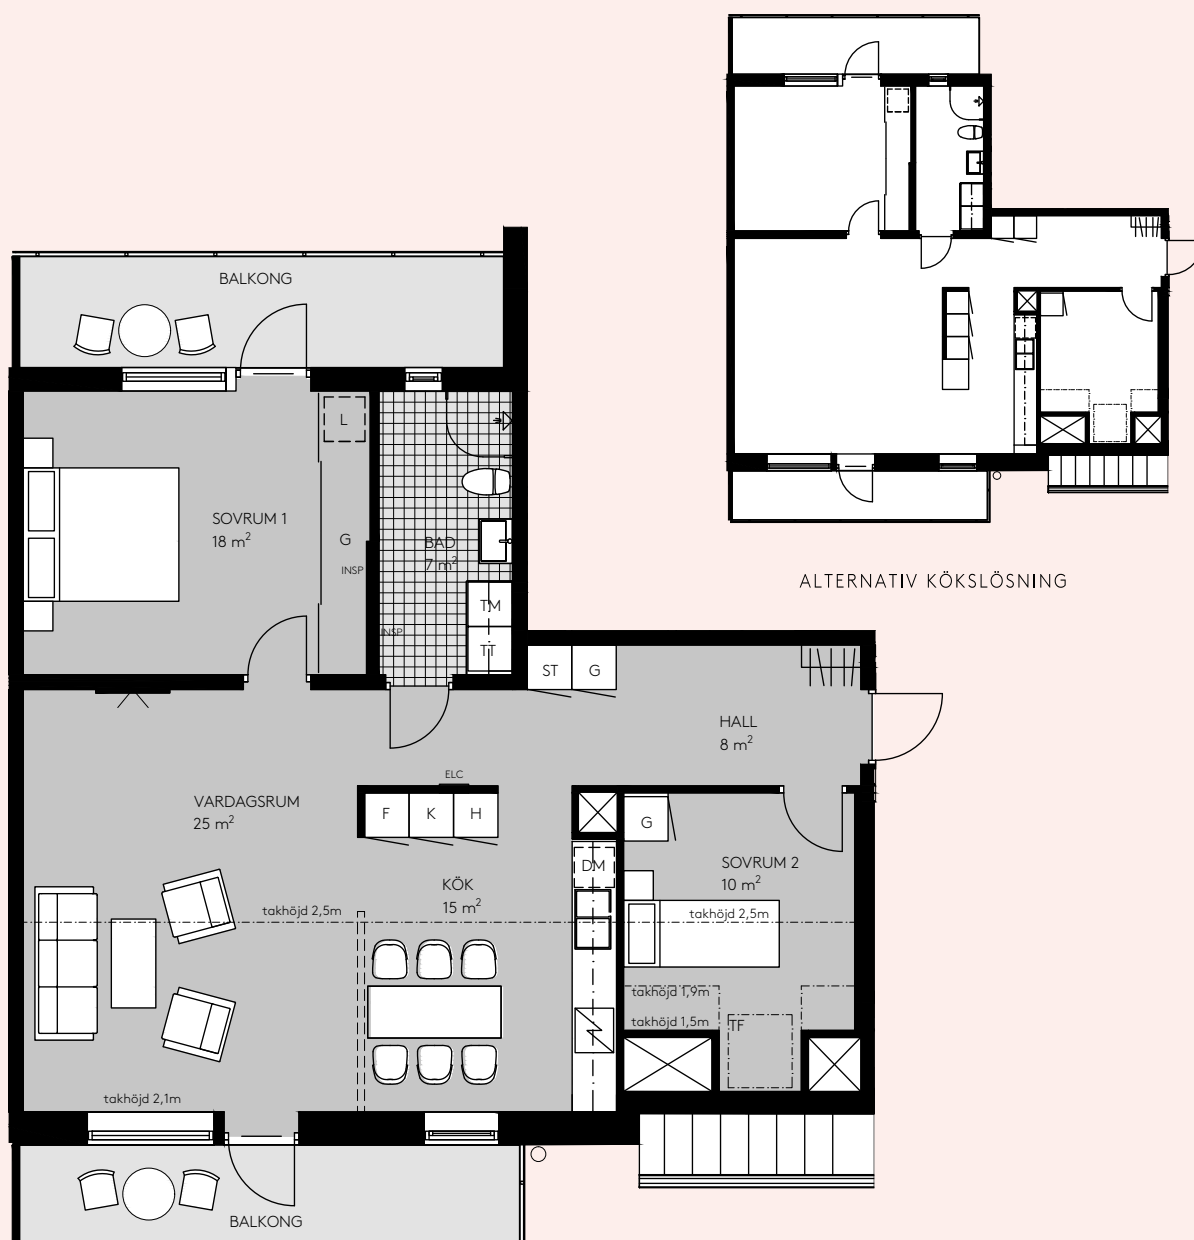 BALKONG
L
SOVRUM 1
18 m²
G
INSP
BAD
7 m²
TM
INSP
TT
ALTERNATIV KÖKSLÖSNING
ST
G
HALL
8 m²
ELC
VARDAGSRUM
25 m²
F
K
H
G
DM
SOVRUM 2
10 m²
KÖK
15 m²
takhöjd 2,5m
takhöjd 2,5m
takhöjd 1,9m
takhöjd 1,5m
TF
takhöjd 2,1m
BALKONG